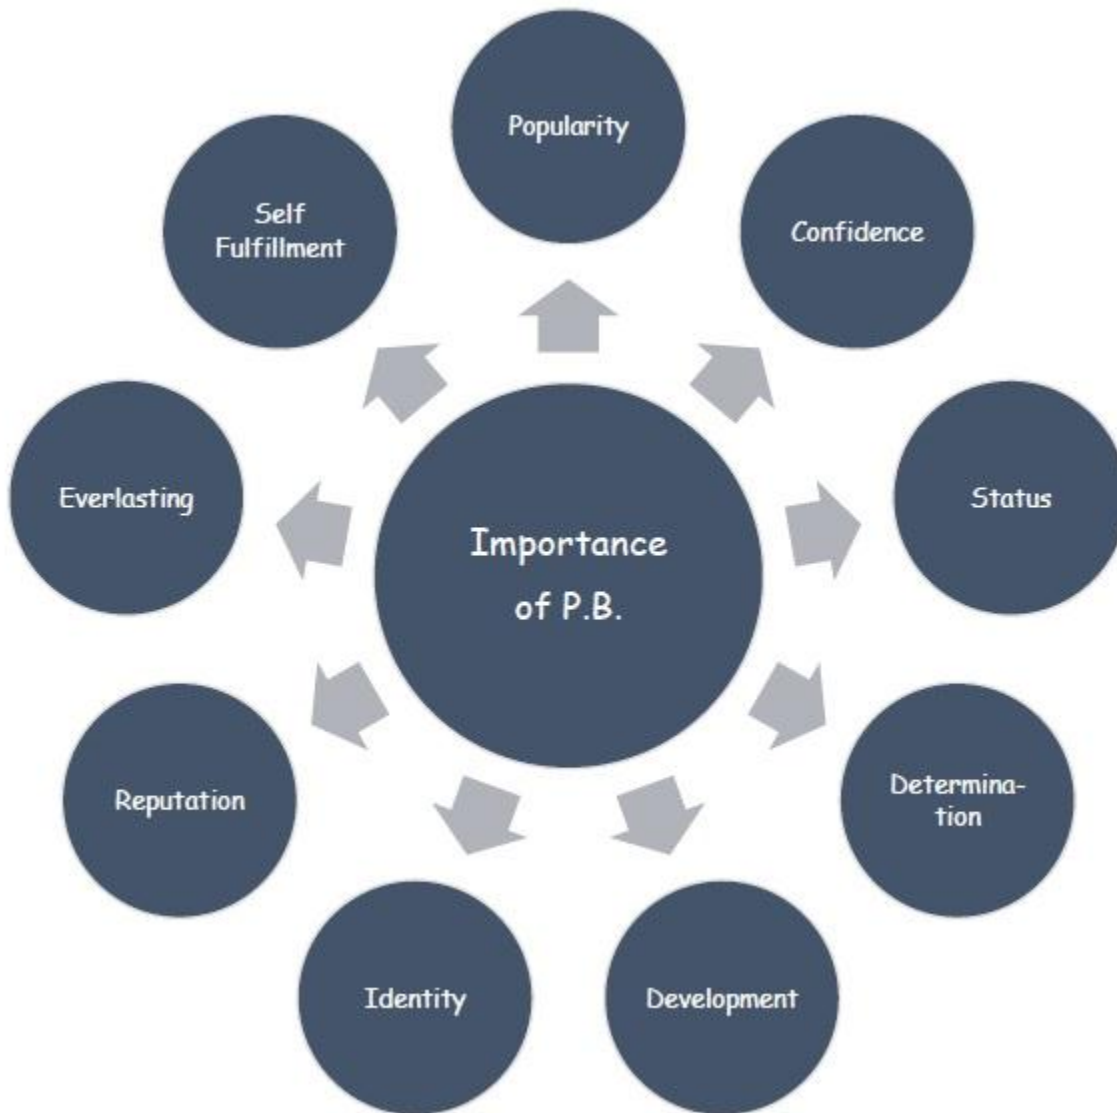 Importance
of P.B.
Popularity
Confidence
Status
Determina-
tion
Development
Identity
Reputation
Everlasting
Self
Fulfillment